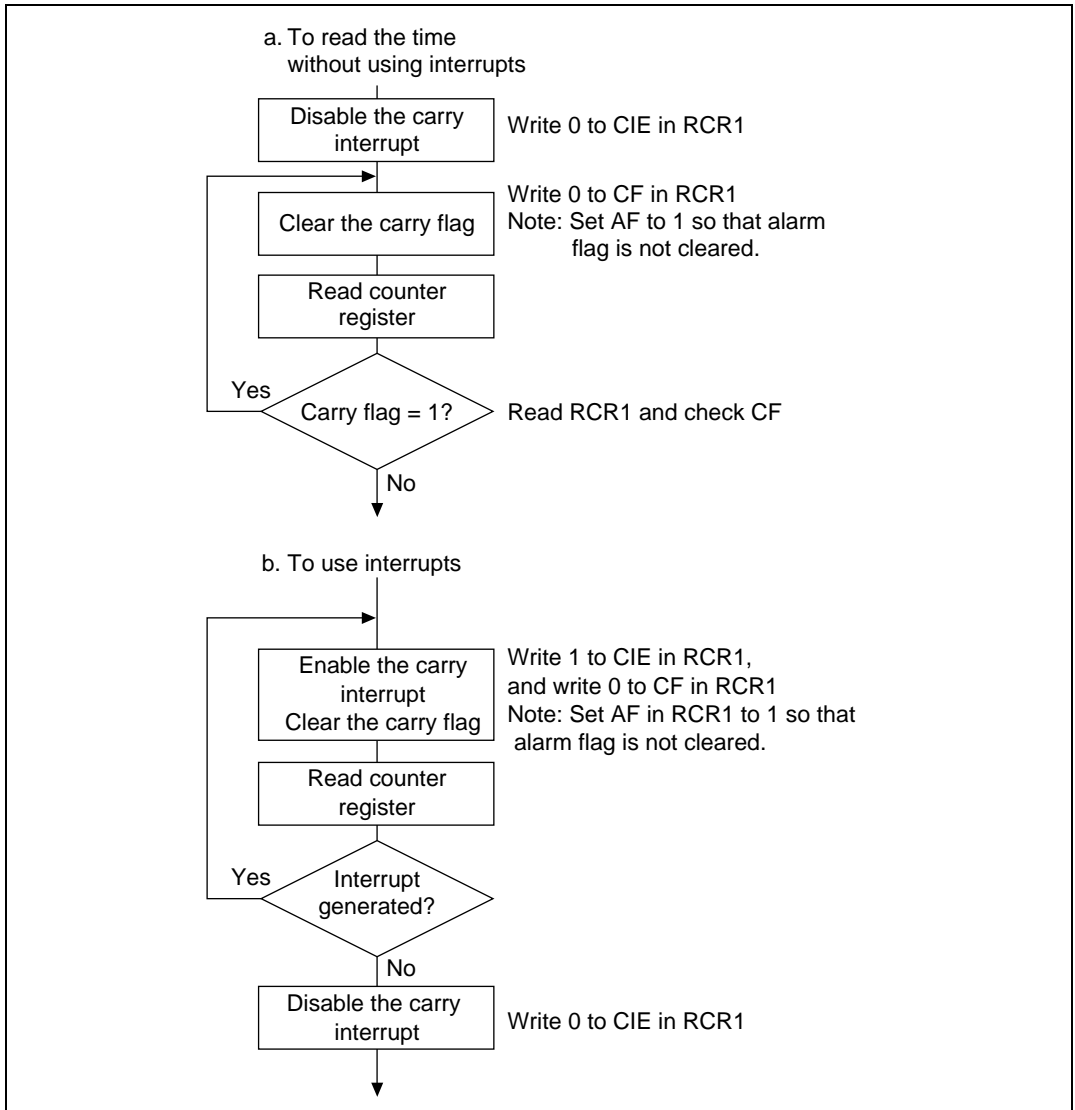 a. To read the time
without using interrupts
Disable the carry
interrupt
Write 0 to CIE in RCR1
Clear the carry flag
Write 0 to CF in RCR1
Note: Set AF to 1 so that alarm
flag is not cleared.
Read counter
register
Yes
Carry flag = 1?
Read RCR1 and check CF
No
b. To use interrupts
Enable the carry
interrupt
Clear the carry flag
Write 1 to CIE in RCR1,
and write 0 to CF in RCR1
Note: Set AF in RCR1 to 1 so that
alarm flag is not cleared.
Read counter
register
Yes
Interrupt
generated?
No
Disable the carry
interrupt
Write 0 to CIE in RCR1